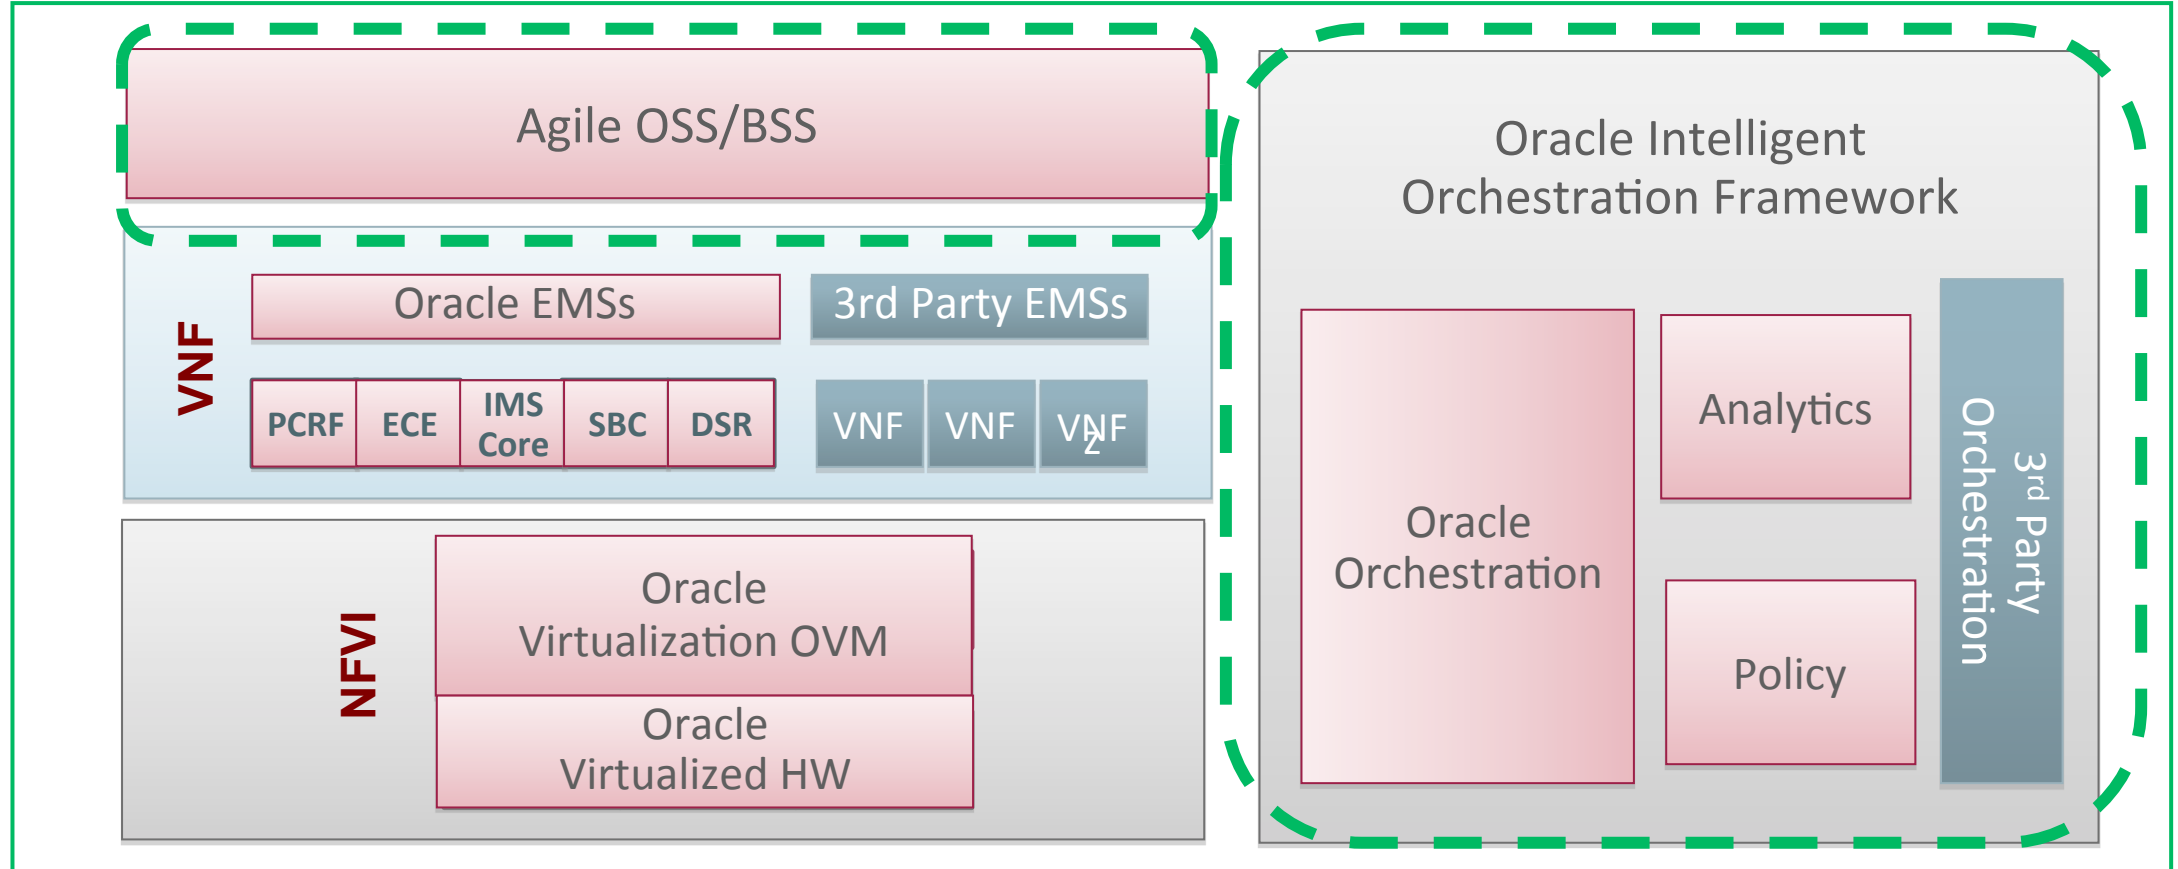 Agile OSS/BSS
VNF
Oracle EMSs
3rd Party EMSs
PCRF
ECE
IMS
Core
SBC
DSR
VNF
VNF
VNF
z
NFVI
Oracle
Virtualization OVM
Oracle
Virtualized HW
Oracle Intelligent
Orchestration Framework
Oracle
Orchestration
Analytics
Policy
3rd Party
Orchestration